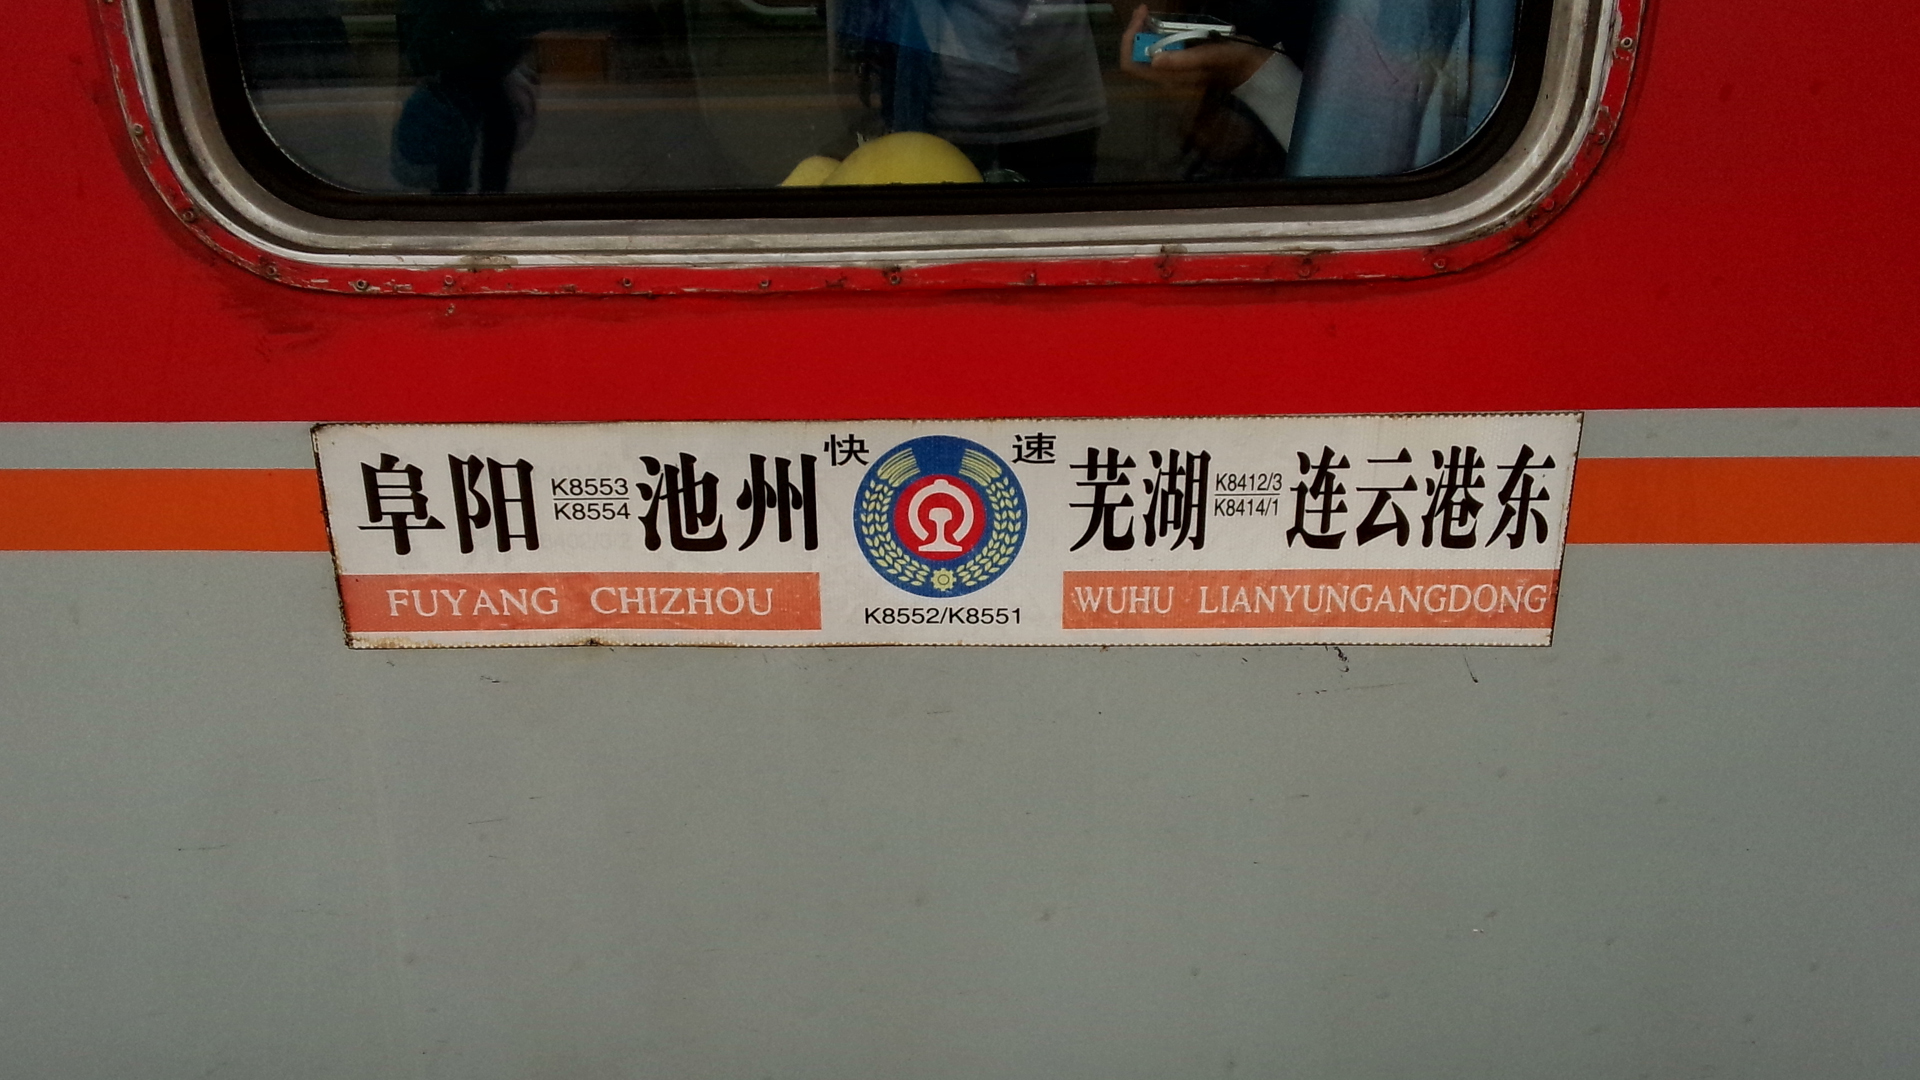 快 速
阜阳 K8553 K8554 池州
芜湖 K8412/3 K8414/1 连云港东
FUYANG CHIZHOU
K8552/K8551
WUHU LIANYUNGANGDONG